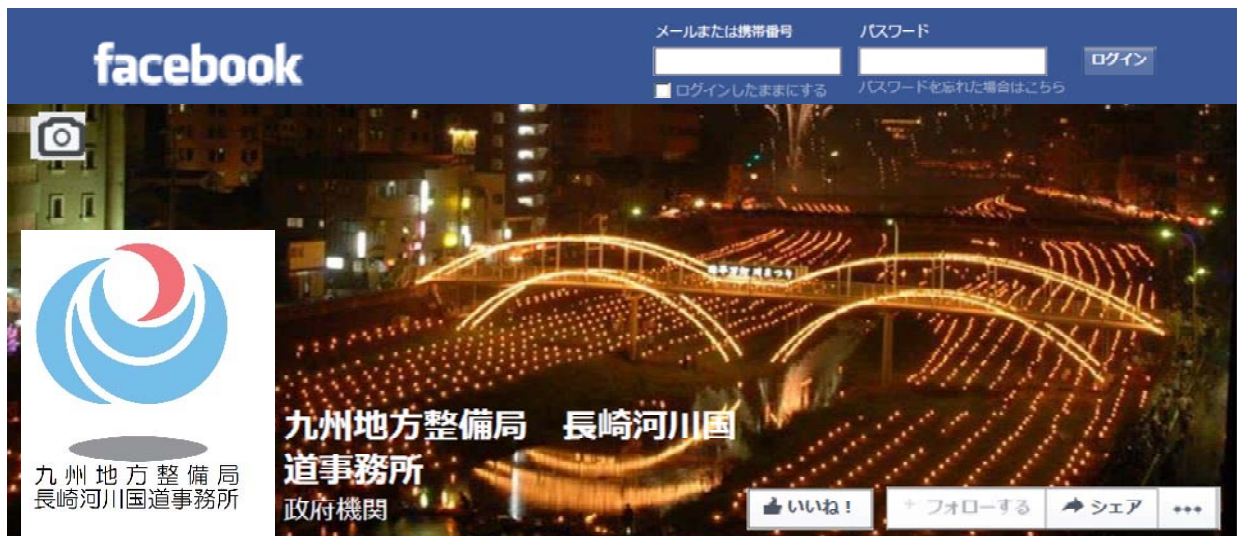 facebook
メールまたは携帯番号
パスワード
ログイン
ログインしたままにする
パスワードを忘れた場合はこちら
九州地方整備局
長崎河川国道事務所
九州地方整備局 長崎河川国
道事務所
政府機関
いいね!
+ フォローする
シェア